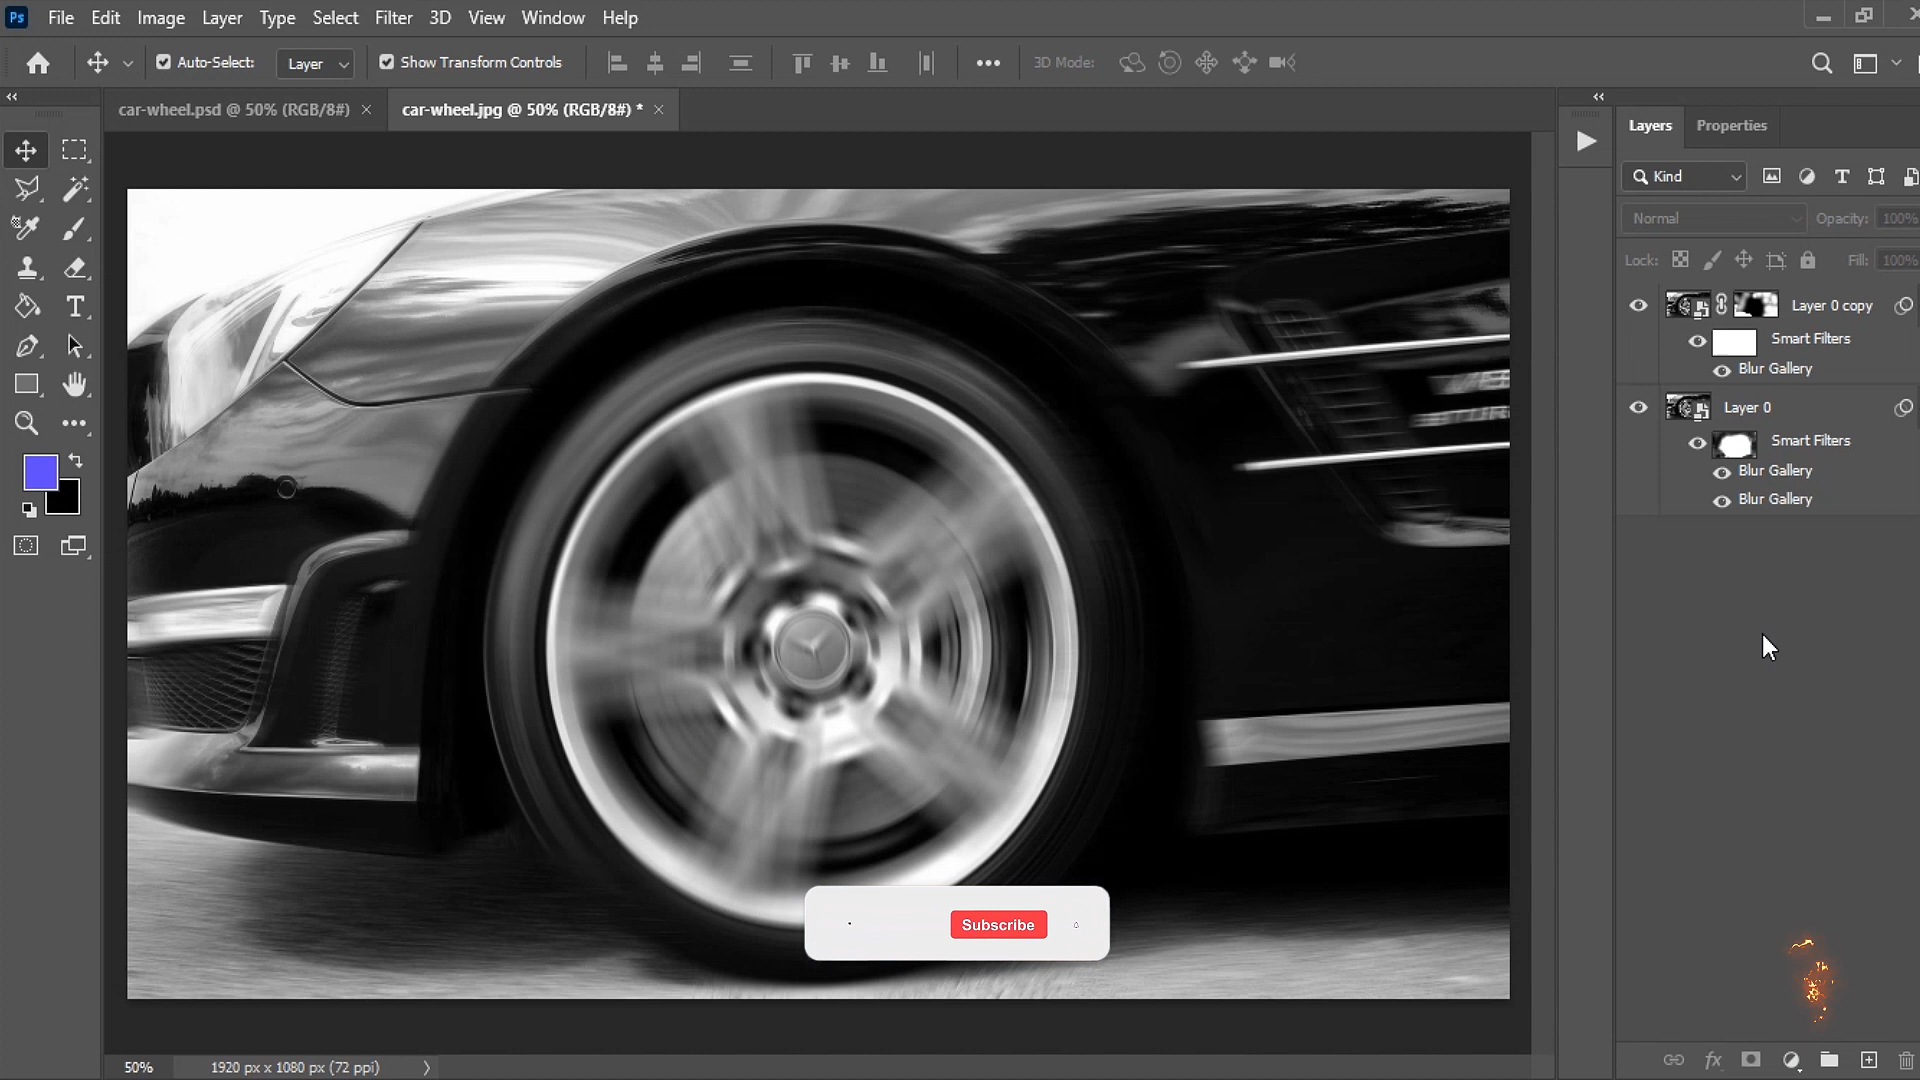 Ps File Edit Image Layer Type Select Filter 3D View Window Help
Auto-Select: Layer Show Transform Controls 3D Mode:
car-wheel.psd @ 50% (RGB/8#) car-wheel.jpg @ 50% (RGB/8#) *
Layers Properties
Kind
Normal Opacity: 100%
Lock: Fill: 100%
Layer 0 copy
Smart Filters
Blur Gallery
Layer 0
Smart Filters
Blur Gallery
Blur Gallery
Subscribe
50% 1920 px x 1080 px (72 ppi)
fx